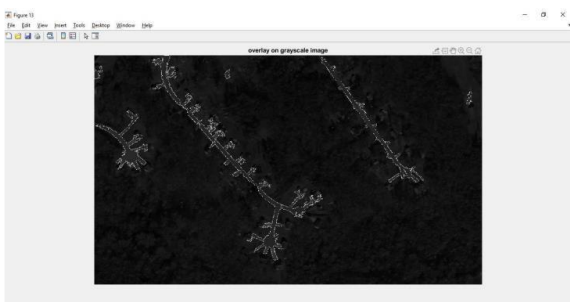 Figure 13
File Edit View Insert Tools Desktop Window Help
overlay on grayscale image